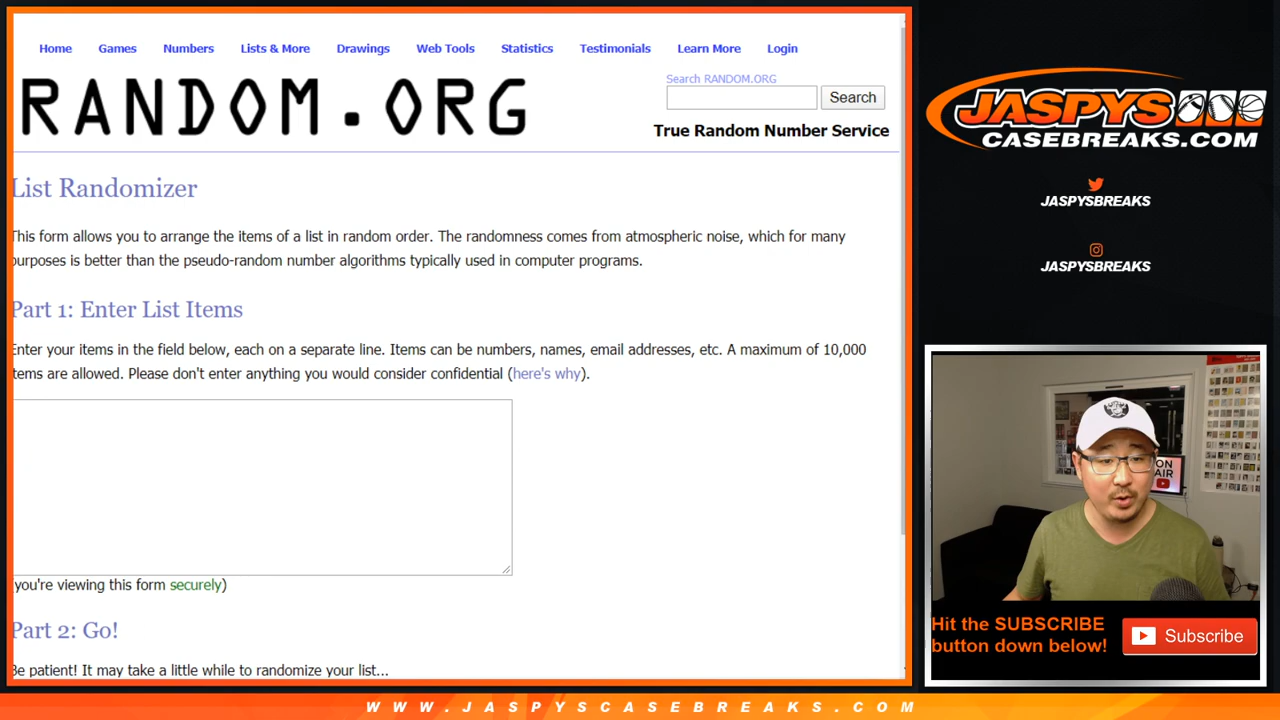 Home Games Numbers Lists & More Drawings Web Tools Statistics Testimonials Learn More Login
RANDOM.ORG
Search RANDOM.ORG
Search
True Random Number Service
List Randomizer
This form allows you to arrange the items of a list in random order. The randomness comes from atmospheric noise, which for many
purposes is better than the pseudo-random number algorithms typically used in computer programs.
Part 1: Enter List Items
Enter your items in the field below, each on a separate line. Items can be numbers, names, email addresses, etc. A maximum of 10,000
items are allowed. Please don't enter anything you would consider confidential (here's why).
you're viewing this form securely)
Part 2: Go!
Be patient! It may take a little while to randomize your list...
JASPYS
CASEBREAKS.COM
JASPYSBREAKS
JASPYSBREAKS
ON
AIR
Hit the SUBSCRIBE
button down below!
Subscribe
WWW.JASPYSCASEBREAKS.COM